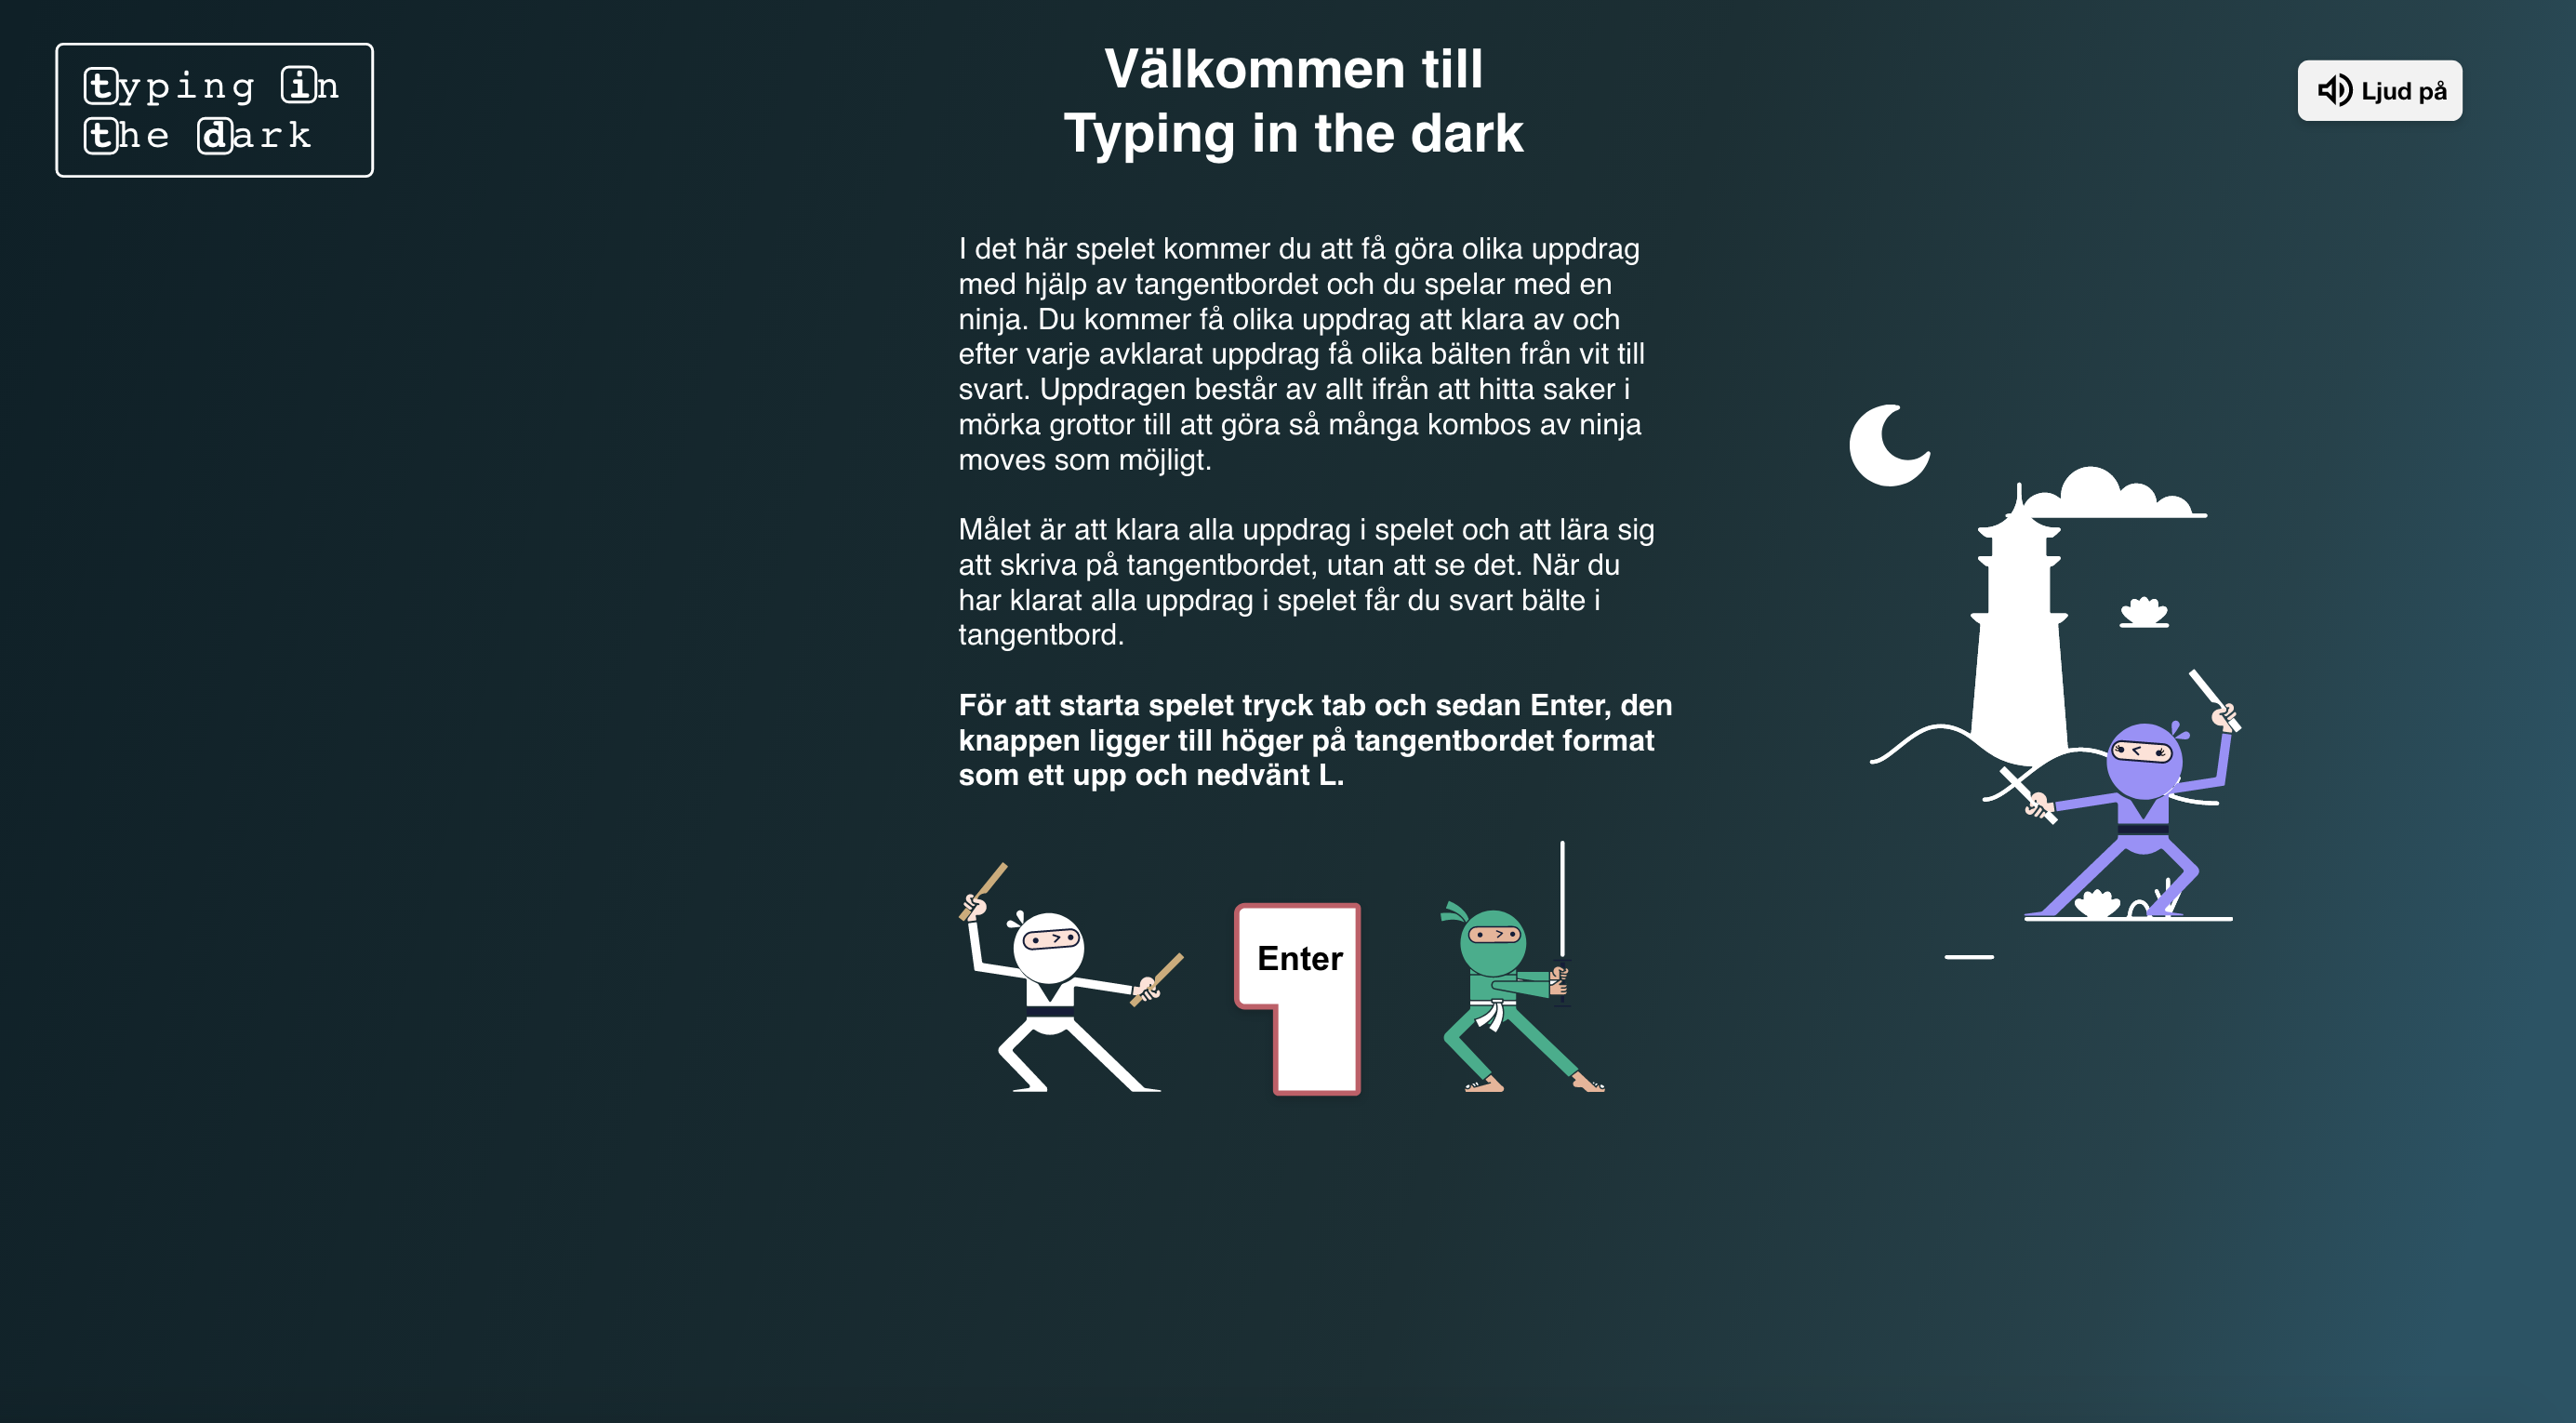 typing in
the dark
Välkommen till
Typing in the dark
Ljud på
I det här spelet kommer du att få göra olika uppdrag
med hjälp av tangentbordet och du spelar med en
ninja. Du kommer få olika uppdrag att klara av och
efter varje avklarat uppdrag få olika bälten från vit till
svart. Uppdragen består av allt ifrån att hitta saker i
mörka grottor till att göra så många kombos av ninja
moves som möjligt.
Målet är att klara alla uppdrag i spelet och att lära sig
att skriva på tangentbordet, utan att se det. När du
har klarat alla uppdrag i spelet får du svart bälte i
tangentbord.
För att starta spelet tryck tab och sedan Enter, den
knappen ligger till höger på tangentbordet format
som ett upp och nedvänt L.
Enter